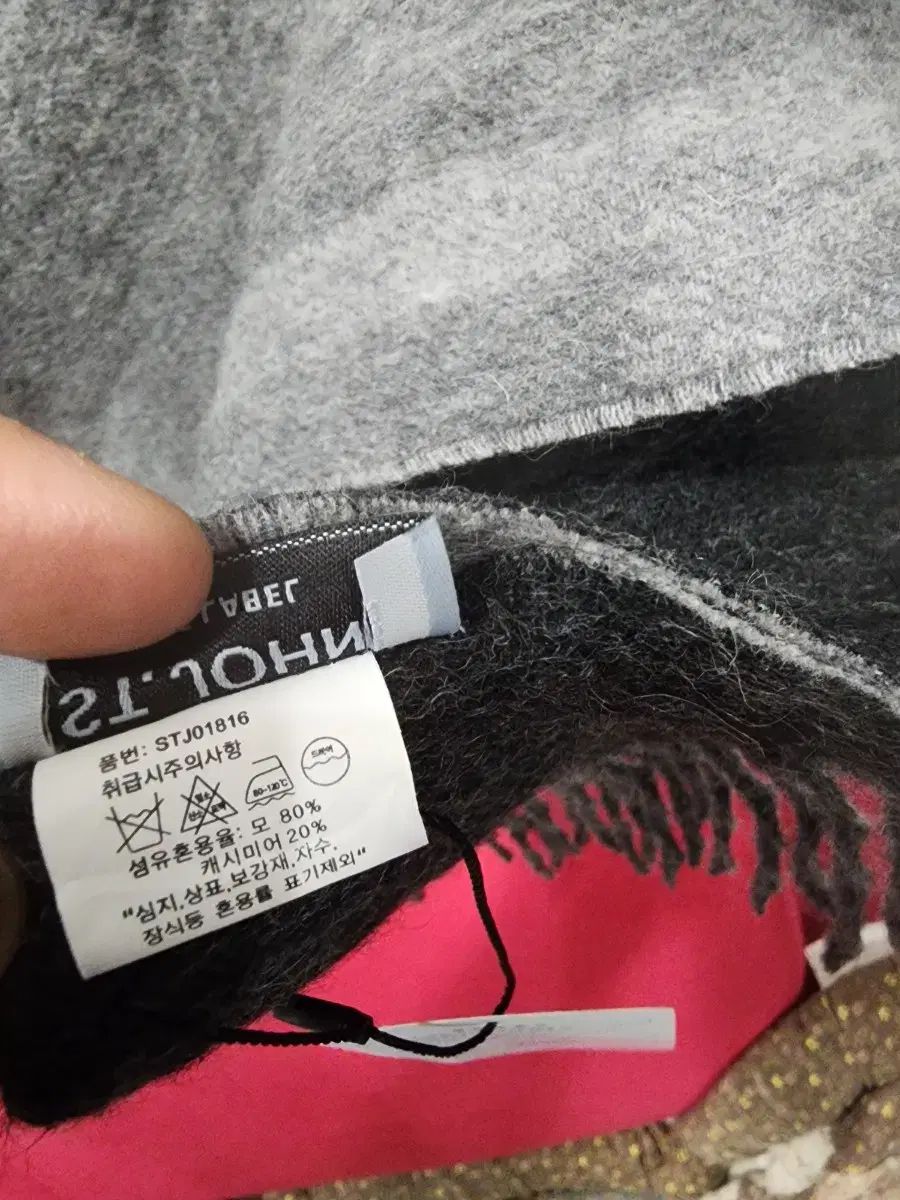 LABEL
ST.JOHN
품번: STJ01816
취급시주의사항
드라이
80~120℃
섬유혼용율: 모 80%
캐시미어 20%
"심지,상표,보강재,자수,
장식등 혼용률 표기제외"